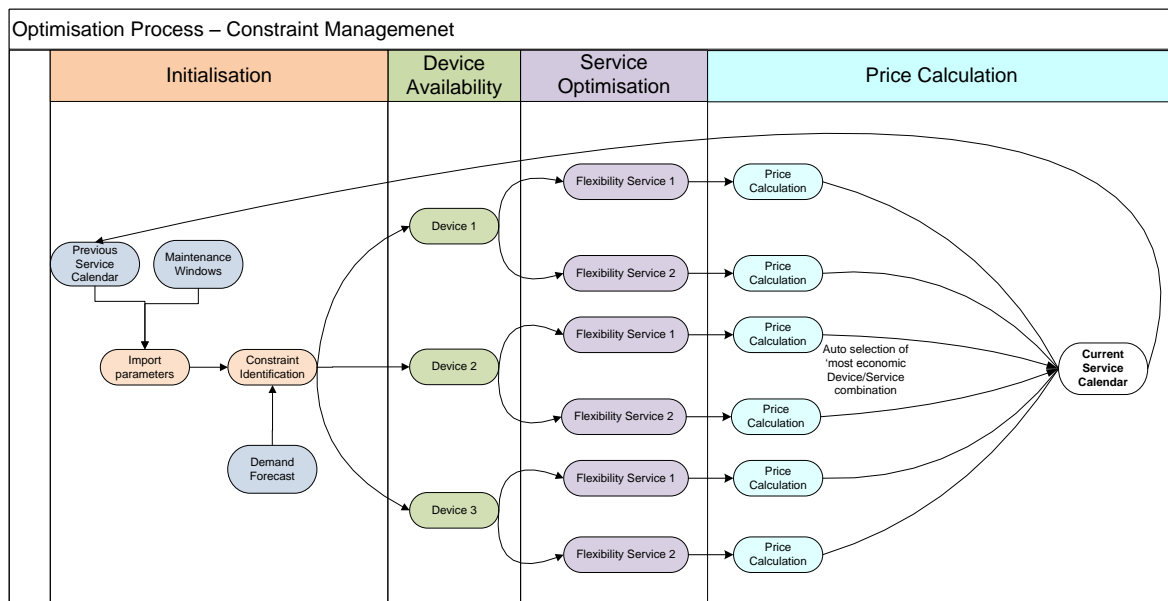 Optimisation Process – Constraint Managemenet
Initialisation
Device
Availability
Service
Optimisation
Price Calculation
Previous
Service
Calendar
Maintenance
Windows
Import
parameters
Constraint
Identification
Demand
Forecast
Device 1
Device 2
Device 3
Flexibility Service 1
Flexibility Service 2
Flexibility Service 1
Flexibility Service 2
Flexibility Service 1
Flexibility Service 2
Price
Calculation
Price
Calculation
Price
Calculation
Price
Calculation
Price
Calculation
Price
Calculation
Auto selection of
'most economic
Device/Service
combination
Current
Service
Calendar